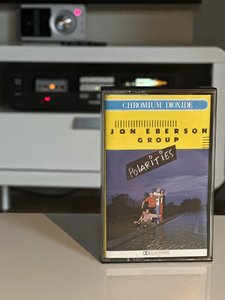 CHROMIUM DIOXIDE
JON EBERSON
GROUP
POLARiTiES